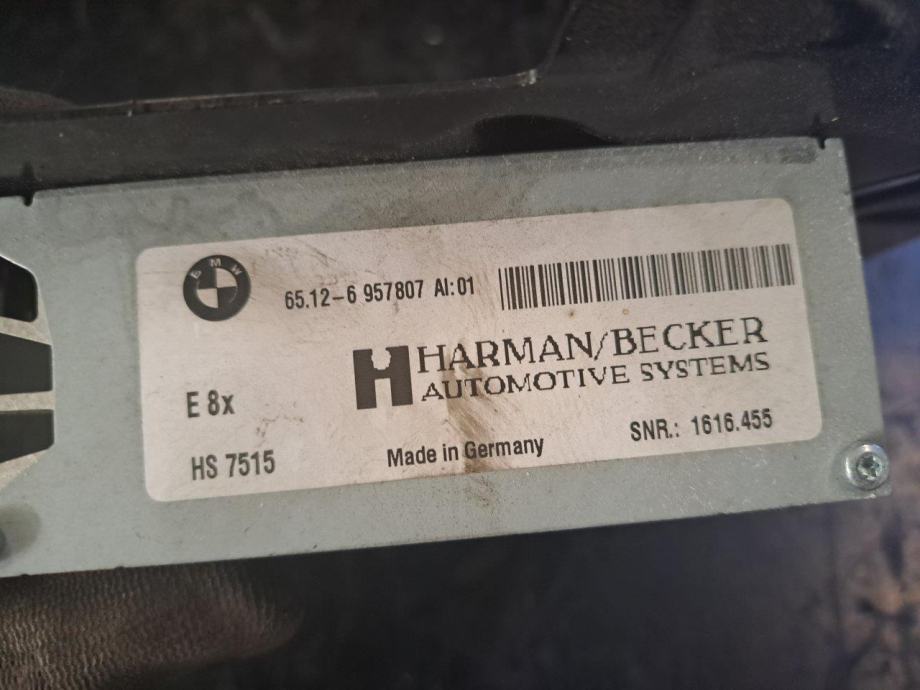 BMW
65.12-6 957807 AI:01
HARMAN/BECKER
AUTOMOTIVE SYSTEMS
E 8x
HS 7515
Made in Germany
SNR.: 1616.455